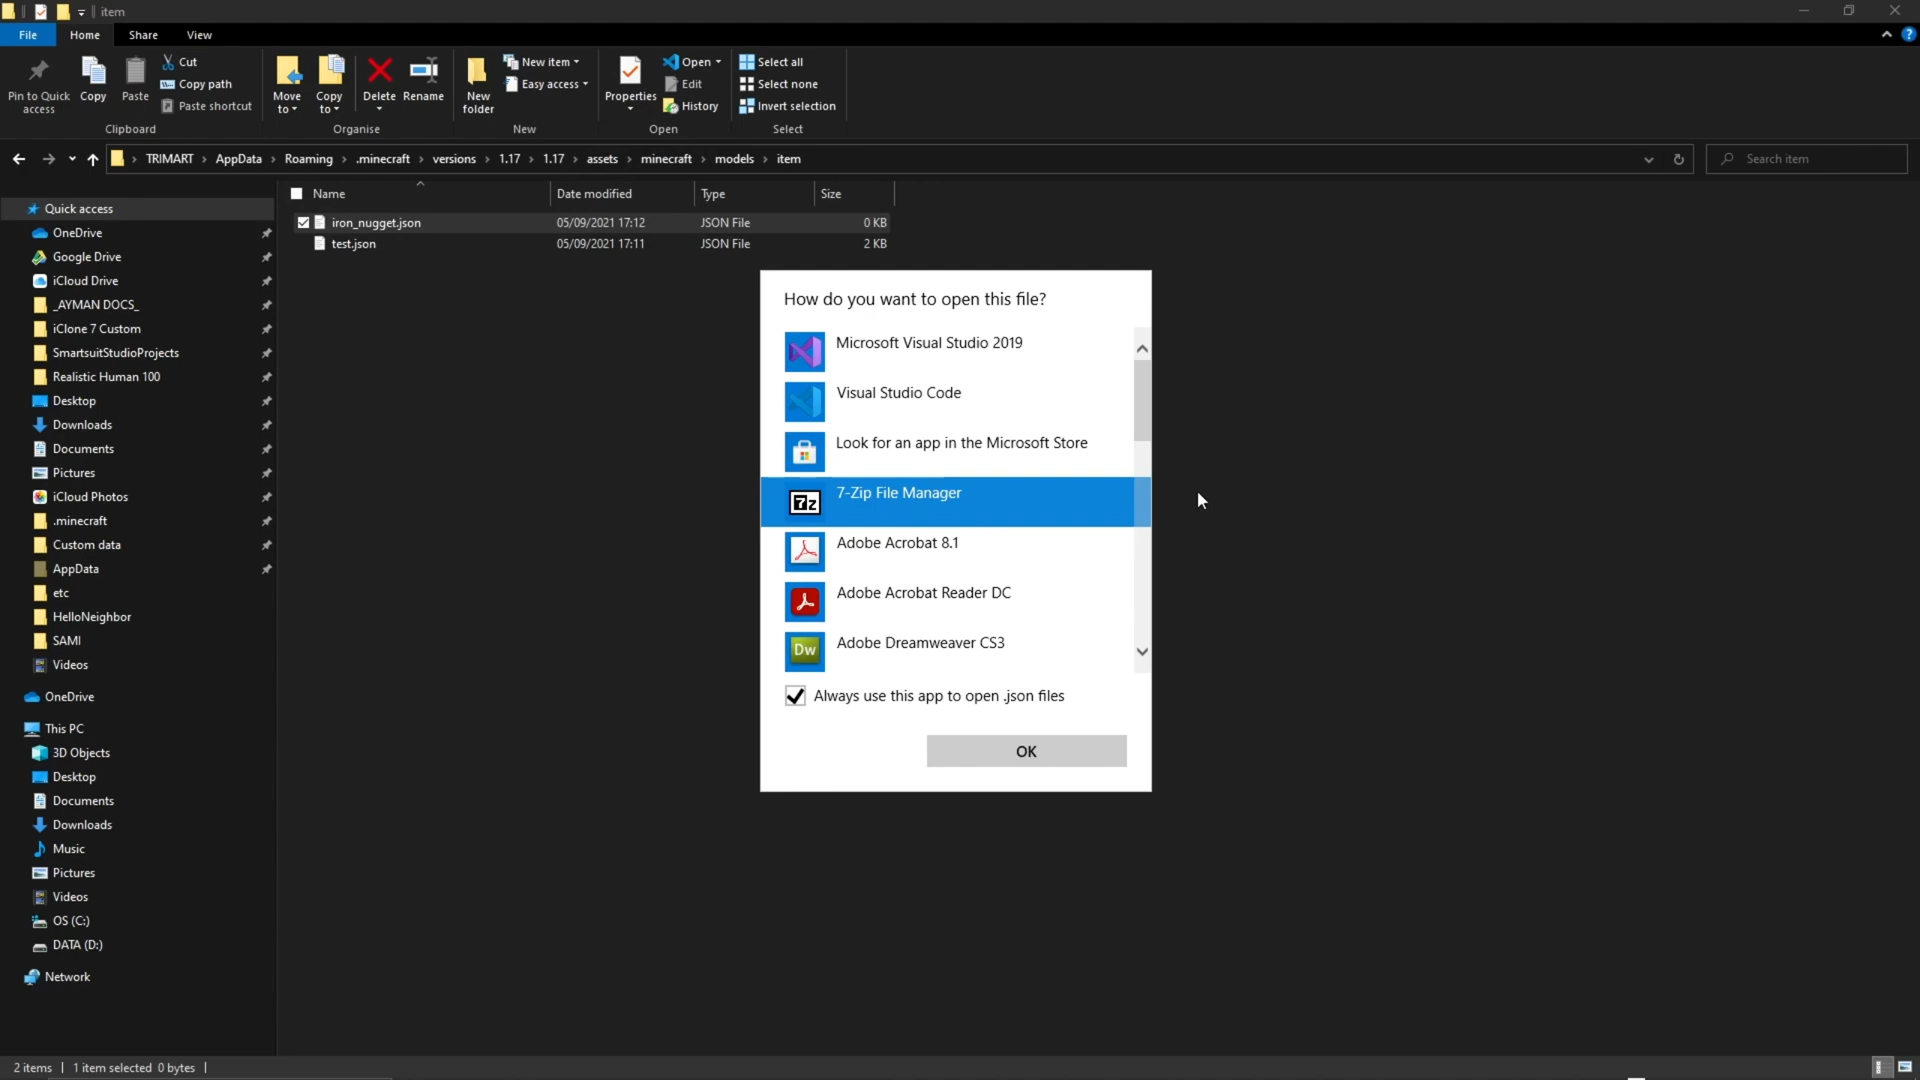 item
File Home Share View
Pin to Quick access
Copy
Paste
Cut
Copy path
Paste shortcut
Clipboard
Move to
Copy to
Delete
Rename
Organise
New folder
New item
Easy access
New
Properties
Open
Edit
History
Open
Select all
Select none
Invert selection
Select
TRIMART > AppData > Roaming > .minecraft > versions > 1.17 > 1.17 > assets > minecraft > models > item
Search item
Name Date modified Type Size
iron_nugget.json 05/09/2021 17:12 JSON File 0 KB
test.json 05/09/2021 17:11 JSON File 2 KB
Quick access
OneDrive
Google Drive
iCloud Drive
_AYMAN DOCS_
iClone 7 Custom
SmartsuitStudioProjects
Realistic Human 100
Desktop
Downloads
Documents
Pictures
iCloud Photos
.minecraft
Custom data
AppData
etc
HelloNeighbor
SAMI
Videos
OneDrive
This PC
3D Objects
Desktop
Documents
Downloads
Music
Pictures
Videos
OS (C:)
DATA (D:)
Network
How do you want to open this file?
Microsoft Visual Studio 2019
Visual Studio Code
Look for an app in the Microsoft Store
7z 7-Zip File Manager
Adobe Acrobat 8.1
Adobe Acrobat Reader DC
Dw Adobe Dreamweaver CS3
Always use this app to open .json files
OK
2 items | 1 item selected 0 bytes |